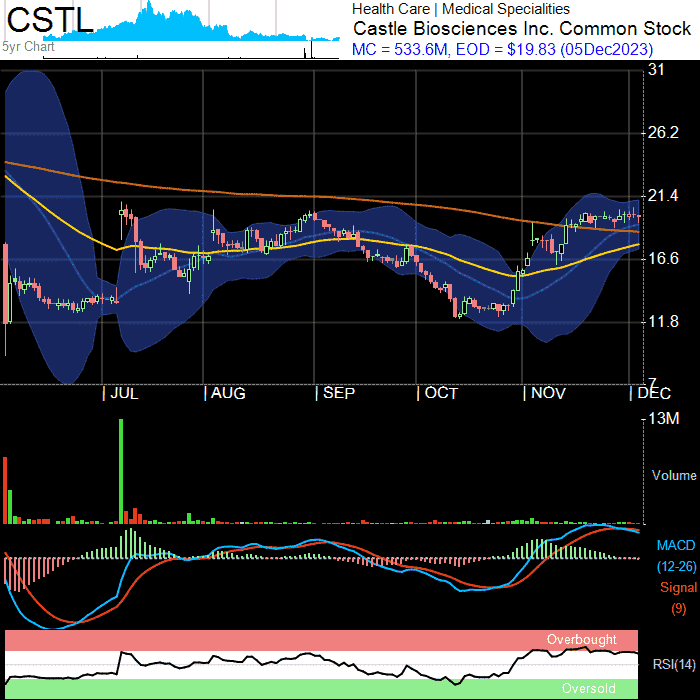 CSTL
Health Care | Medical Specialities
Castle Biosciences Inc. Common Stock
5yr Chart
MC = 533.6M, EOD = $19.83 (05Dec2023)
31
26.2
21.4
16.6
11.8
7
| JUL | AUG | SEP | OCT | NOV | DEC
13M
Volume
MACD
(12-26)
Signal
(9)
Overbought
RSI(14)
Oversold